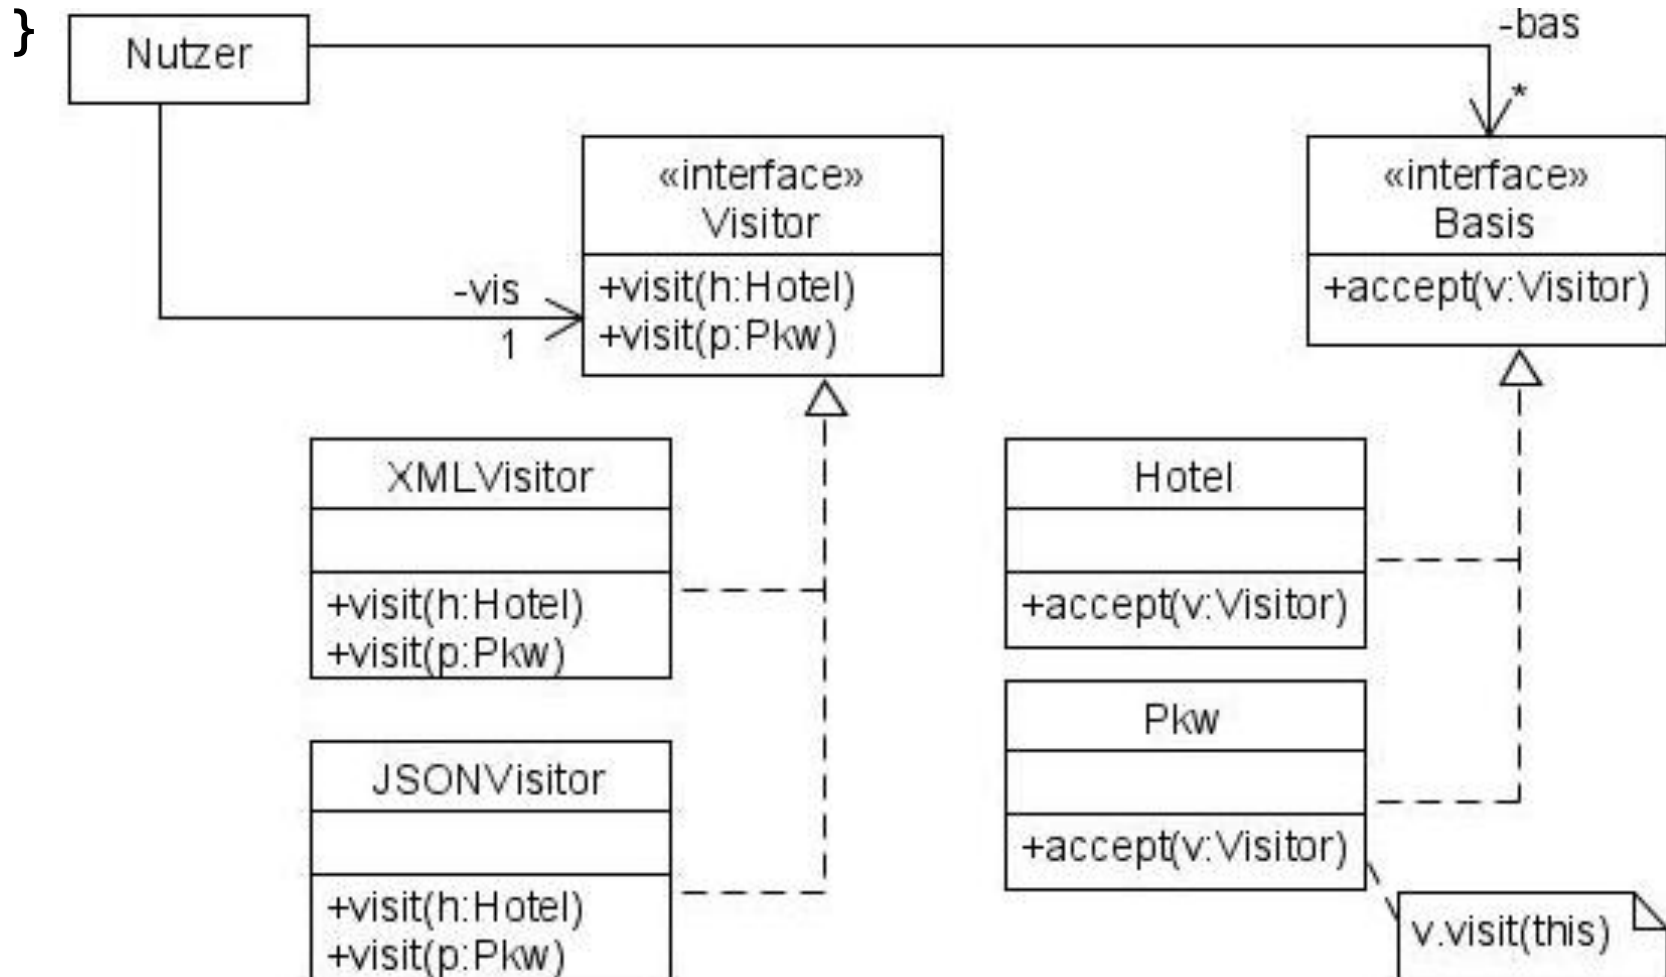 }
Nutzer
-bas
*
«interface»
Visitor
+visit(h:Hotel)
+visit(p:Pkw)
-vis
1
«interface»
Basis
+accept(v:Visitor)
XMLVisitor
+visit(h:Hotel)
+visit(p:Pkw)
Hotel
+accept(v:Visitor)
Pkw
+accept(v:Visitor)
JSONVisitor
+visit(h:Hotel)
+visit(p:Pkw)
v.visit(this)